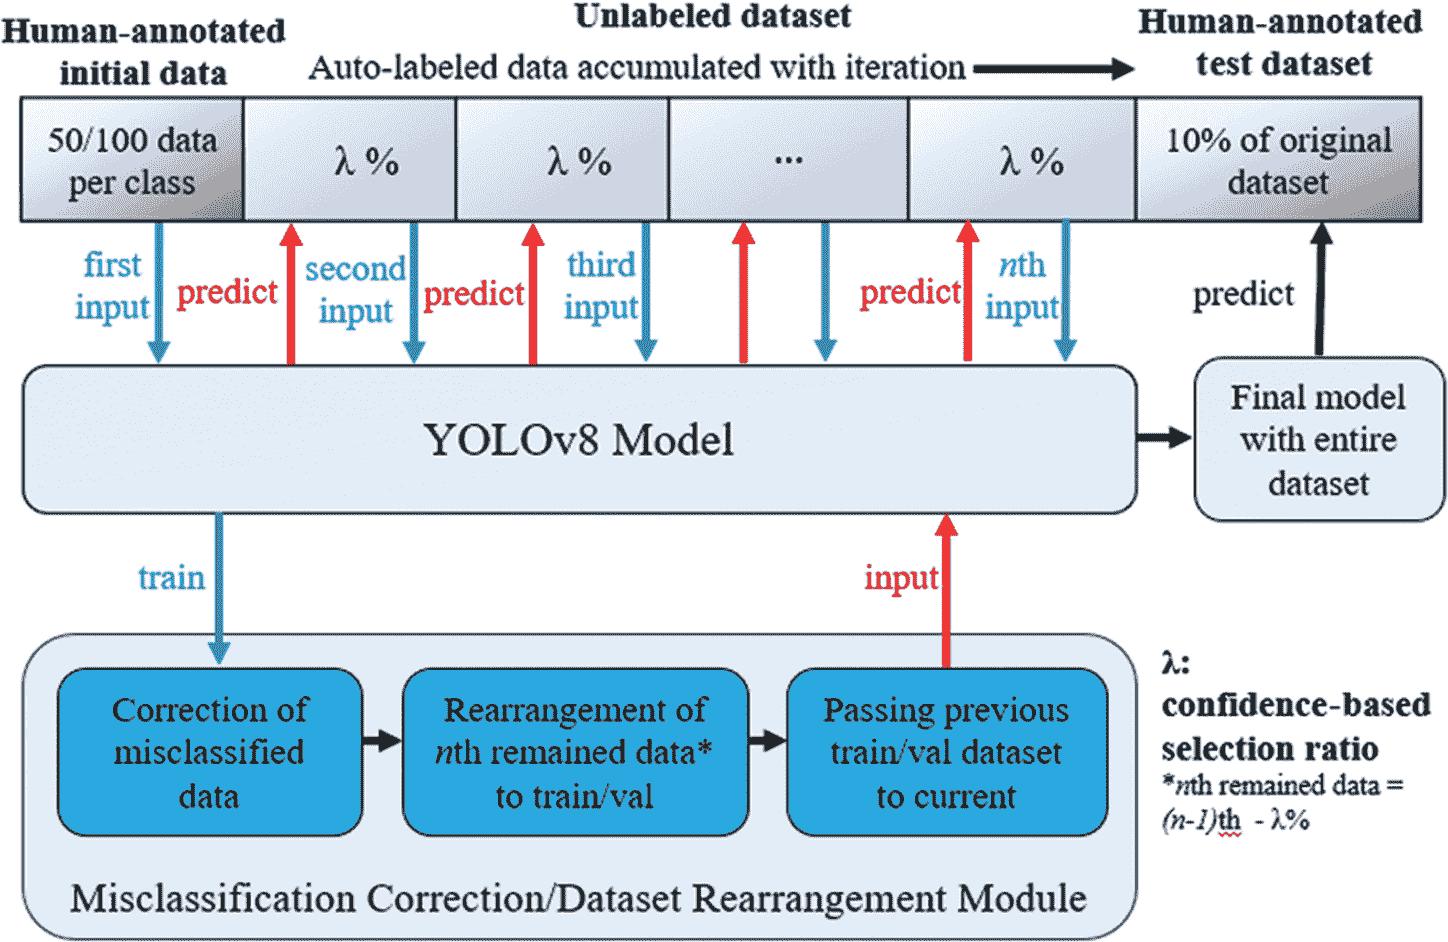 Human-annotated
initial data
Unlabeled dataset
Auto-labeled data accumulated with iteration
Human-annotated
test dataset
50/100 data
per class
λ %
λ %
...
λ %
10% of original
dataset
first
input
predict
second
input
predict
third
input
predict
nth
input
predict
YOLOv8 Model
Final model
with entire
dataset
train
input
Correction of
misclassified
data
Rearrangement of
nth remained data*
to train/val
Passing previous
train/val dataset
to current
Misclassification Correction/Dataset Rearrangement Module
λ:
confidence-based
selection ratio
*nth remained data =
(n-1)th - λ%